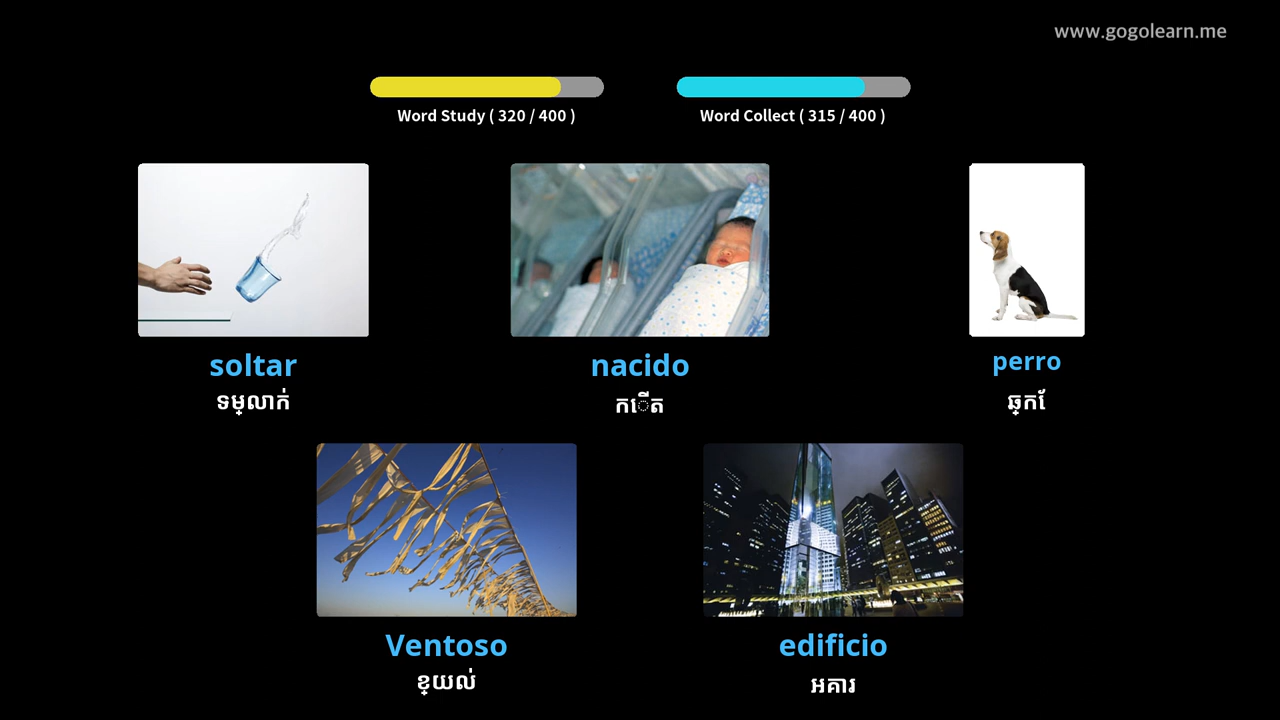 www.gogolearn.me
Word Study ( 320 / 400 )
Word Collect ( 315 / 400 )
soltar
ទម្លាក់
nacido
កើត
perro
ឆ្កែ
Ventoso
ខ្យល់
edificio
អគារ